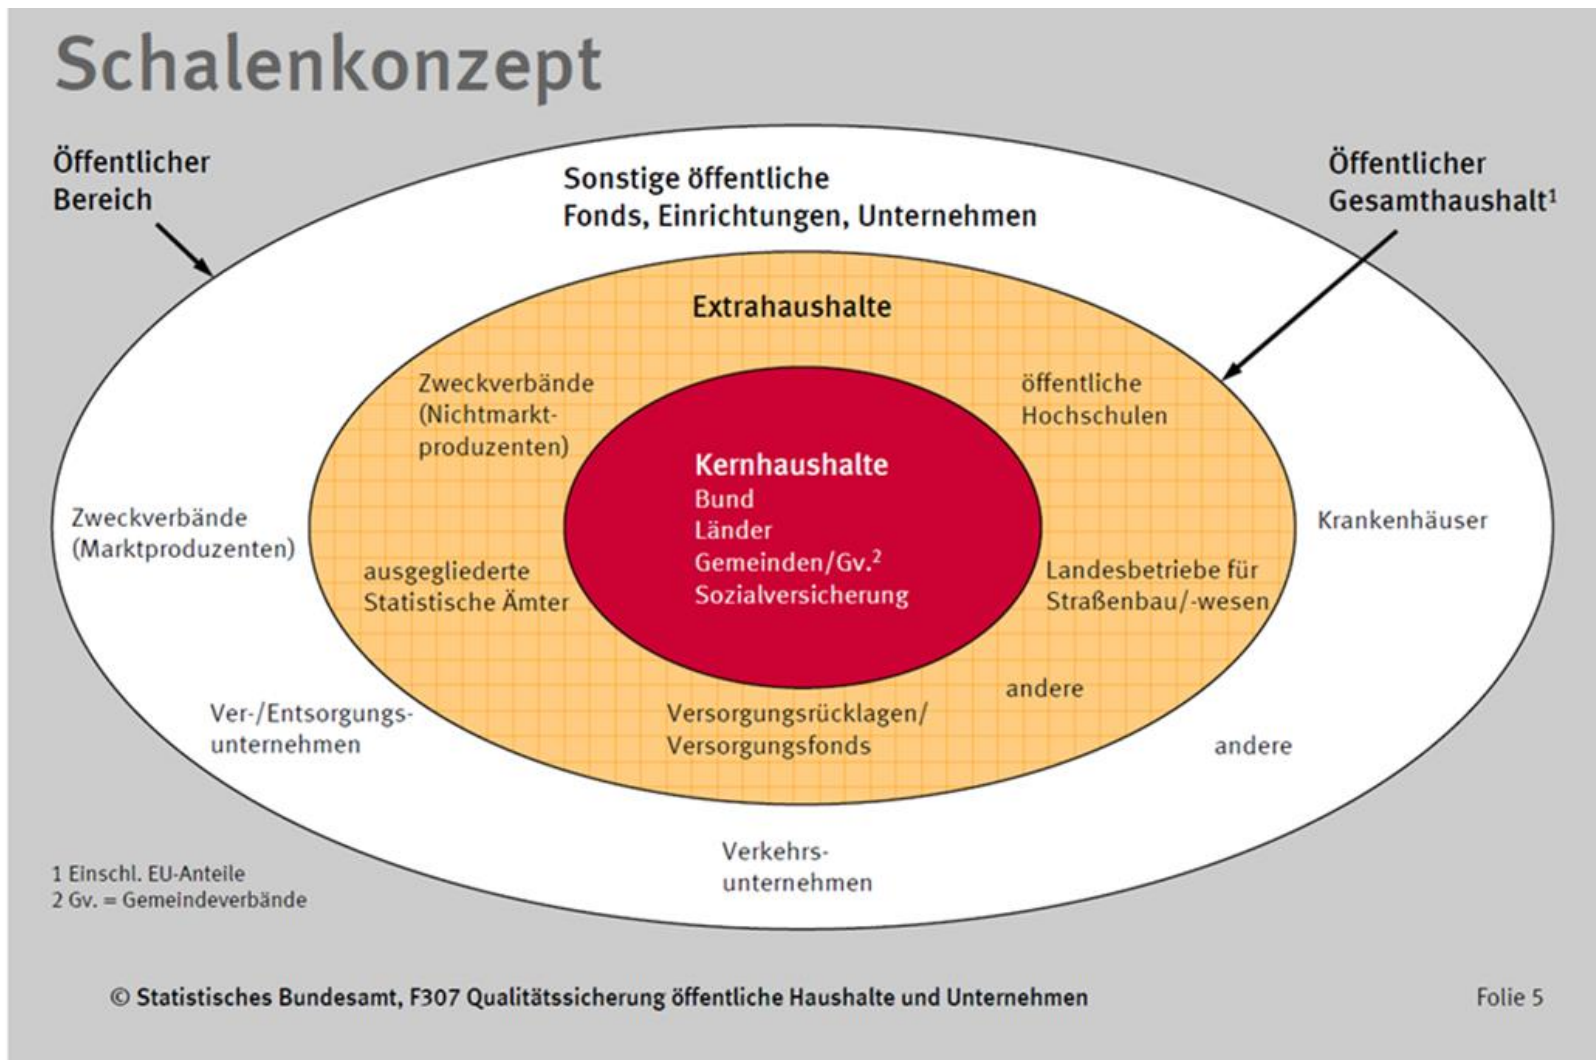 Schalenkonzept
Öffentlicher
Bereich
Sonstige öffentliche
Fonds, Einrichtungen, Unternehmen
Öffentlicher
Gesamthaushalt¹
Extrahaushalte
Zweckverbände
(Nichtmarkt-
produzenten)
öffentliche
Hochschulen
Kernhaushalte
Bund
Länder
Gemeinden/Gv.²
Sozialversicherung
Zweckverbände
(Marktproduzenten)
Krankenhäuser
ausgegliederte
Statistische Ämter
Landesbetriebe für
Straßenbau/-wesen
andere
Ver-/Entsorgungs-
unternehmen
Versorgungsrücklagen/
Versorgungsfonds
andere
Verkehrs-
unternehmen
1 Einschl. EU-Anteile
2 Gv. = Gemeindeverbände
© Statistisches Bundesamt, F307 Qualitätssicherung öffentliche Haushalte und Unternehmen
Folie 5